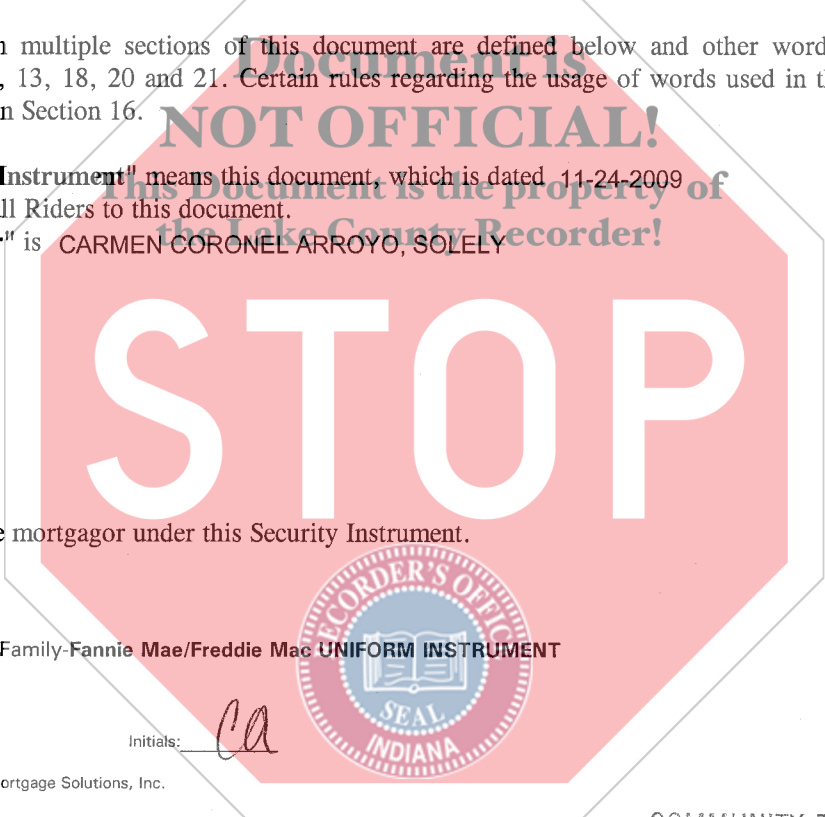 multiple sections of this document are defined below and other
Document is
, 13, 18, 20 and 21. Certain rules regarding the usage of words used in
n Section 16.
NOT OFFICIAL!
Instrument" means this document, which is dated 11-24-2009
This Document is the property of
ll Riders to this document.
the Lake County Recorder!
" is CARMEN CORONEL ARROYO, SOLELY
STOP
mortgagor under this Security Instrument.
RECORDER'S OFFIC
Family-Fannie Mae/Freddie Mac UNIFORM INSTRUMENT
SEAL
Initials: CA
INDIANA
ortgage Solutions, Inc.